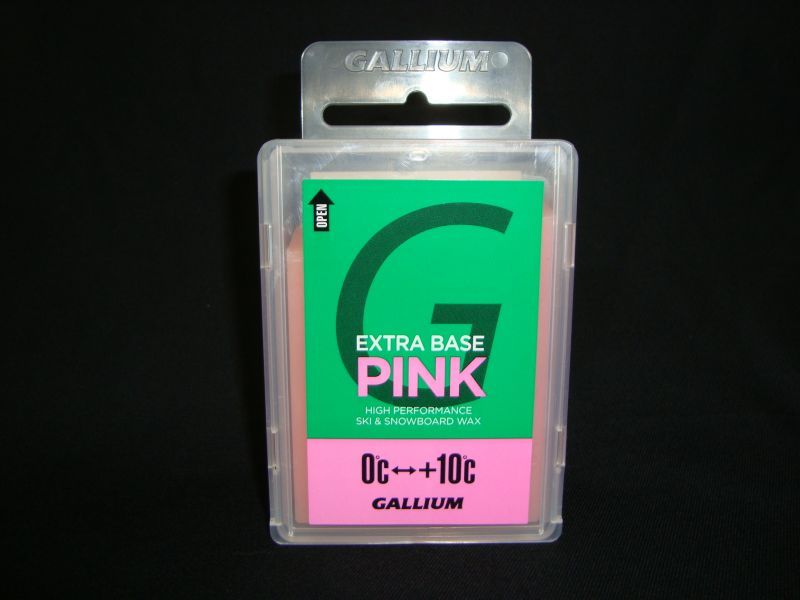 GALLIUM
OPEN
G
EXTRA BASE
PINK
HIGH PERFORMANCE
SKI & SNOWBOARD WAX
0°C↔+10°C
GALLIUM